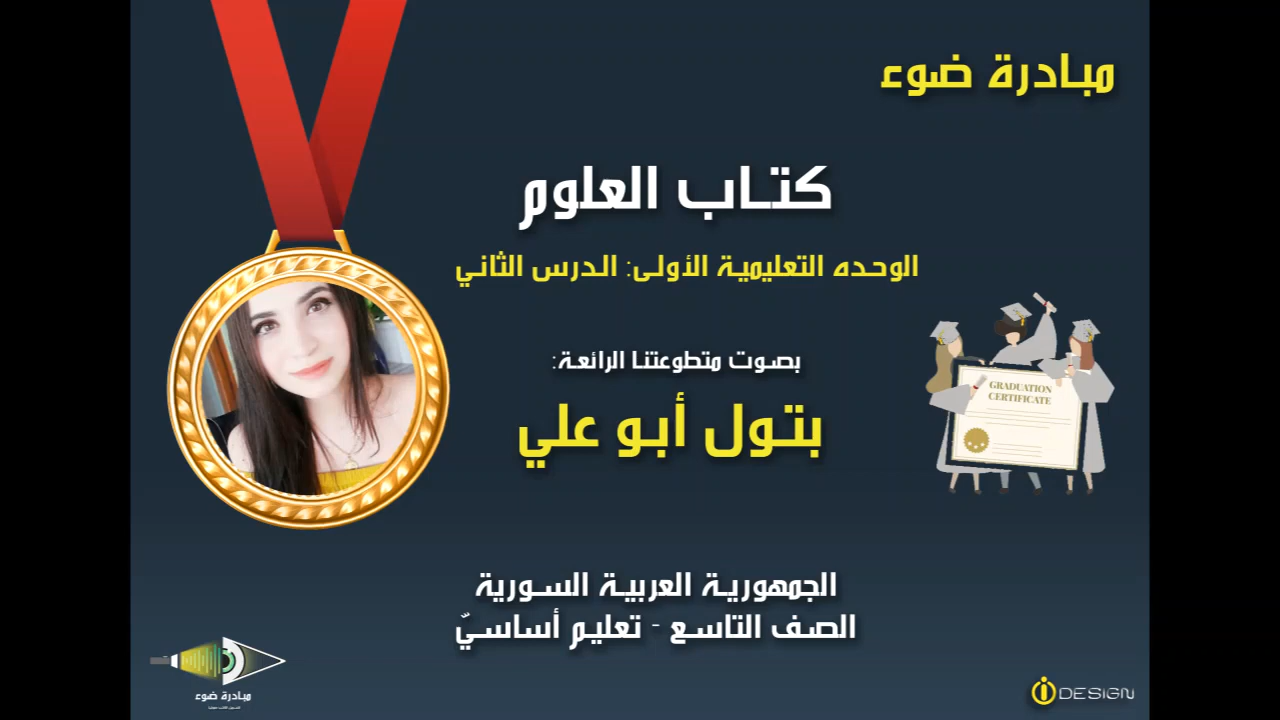 مبادرة ضوء
كتاب العلوم
الوحده التعليمية الأولى: الدرس الثاني
بصوت متطوعتنا الرائعة:
بتول أبو علي
GRADUATION
CERTIFICATE
الجمهورية العربية السورية
الصف التاسع - تعليم أساسيّ
مبادرة ضوء
i DESIGN